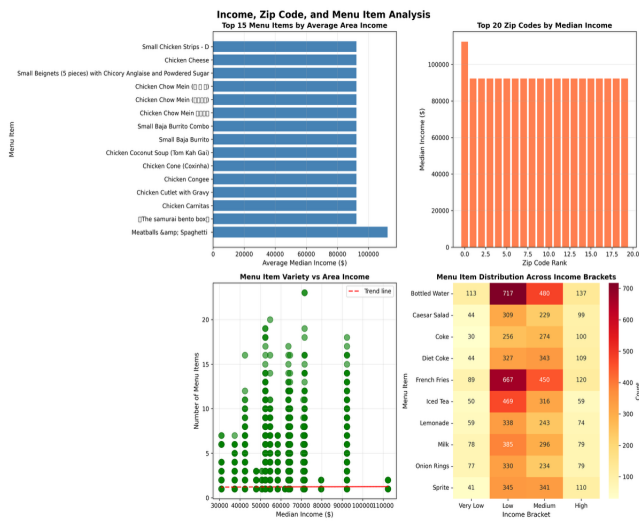 Income, Zip Code, and Menu Item Analysis
Top 15 Menu Items by Average Area Income
Menu Item
Small Chicken Strips - D
Chicken Cheese
Small Beignets (5 pieces) with Chicory Anglaise and Powdered Sugar
Chicken Chow Mein (▯ ▯ ▯)
Chicken Chow Mein (▯▯▯▯)
Chicken Chow Mein ▯▯▯▯
Small Baja Burrito Combo
Small Baja Burrito
Chicken Coconut Soup (Tom Kah Gai)
Chicken Cone (Coxinha)
Chicken Congee
Chicken Cutlet with Gravy
Chicken Carnitas
▯The samurai bento box▯
Meatballs &amp; Spaghetti
0 20000 40000 60000 80000 100000
Average Median Income ($)
Top 20 Zip Codes by Median Income
Median Income ($)
100000
80000
60000
40000
20000
0
0.0 2.5 5.0 7.5 10.0 12.5 15.0 17.5 20.0
Zip Code Rank
Menu Item Variety vs Area Income
Trend line
Number of Menu Items
20
15
10
5
0
30000 40000 50000 60000 70000 80000 90000 100000 110000
Median Income ($)
Menu Item Distribution Across Income Brackets
Menu Item
Bottled Water 113 717 480 137
Caesar Salad 44 309 229 99
Coke 30 256 274 100
Diet Coke 44 327 343 109
French Fries 89 667 450 120
Iced Tea 50 469 316 59
Lemonade 59 338 243 74
Milk 78 385 296 79
Onion Rings 77 330 234 79
Sprite 41 345 341 110
Very Low Low Medium High
Income Bracket
700
600
500
400
300
200
100
Count